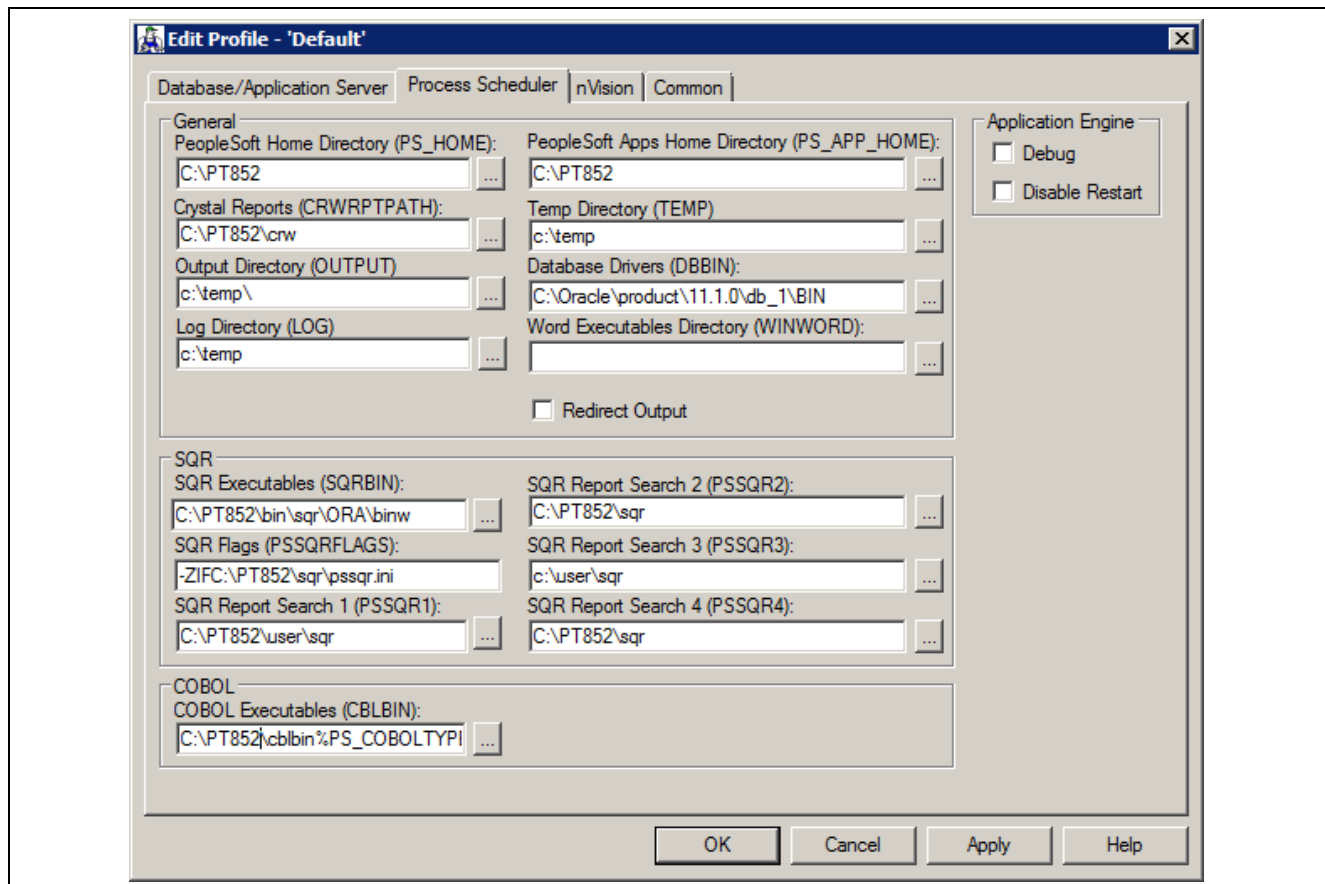 Edit Profile - 'Default'
Database/Application Server Process Scheduler nVision Common
General
PeopleSoft Home Directory (PS_HOME): PeopleSoft Apps Home Directory (PS_APP_HOME):
C:\PT852 ... C:\PT852 ...
Crystal Reports (CRWRPTPATH): Temp Directory (TEMP)
C:\PT852\crw ... c:\temp ...
Output Directory (OUTPUT) Database Drivers (DBBIN):
c:\temp\ ... C:\Oracle\product\11.1.0\db_1\BIN ...
Log Directory (LOG) Word Executables Directory (WINWORD):
c:\temp ... ...
Redirect Output
Application Engine
Debug
Disable Restart
SQR
SQR Executables (SQRBIN): SQR Report Search 2 (PSSQR2):
C:\PT852\bin\sqr\ORA\binw ... C:\PT852\sqr ...
SQR Flags (PSSQRFLAGS): SQR Report Search 3 (PSSQR3):
-ZIFC:\PT852\sqr\pssqr.ini c:\user\sqr ...
SQR Report Search 1 (PSSQR1): SQR Report Search 4 (PSSQR4):
C:\PT852\user\sqr ... C:\PT852\sqr ...
COBOL
COBOL Executables (CBLBIN):
C:\PT852\cblbin%PS_COBOLTYPI ...
OK Cancel Apply Help